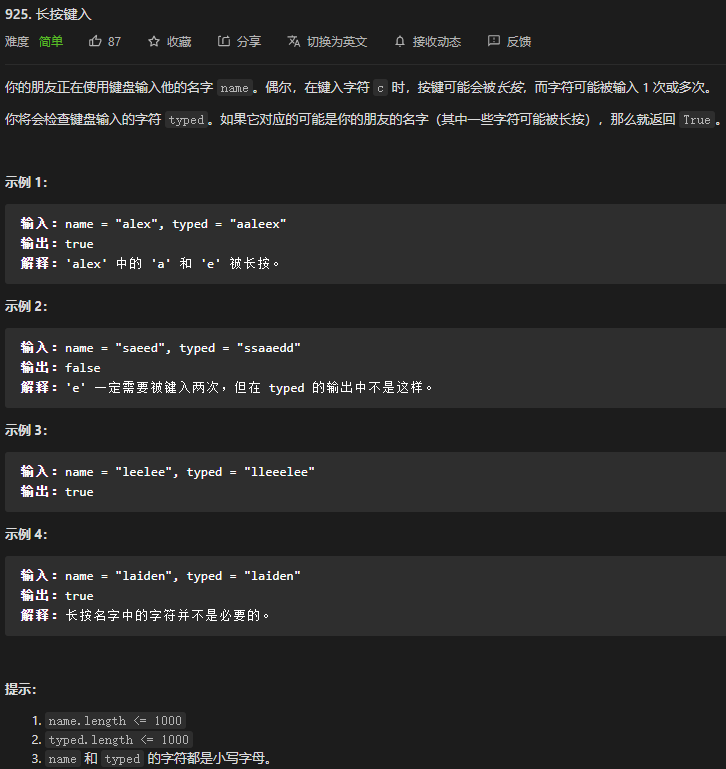 925. 长按键入
难度 简单 87 收藏 分享 切换为英文 接收动态 反馈
你的朋友正在使用键盘输入他的名字 name。偶尔，在键入字符 c 时，按键可能会被长按，而字符可能被输入 1 次或多次。
你将会检查键盘输入的字符 typed。如果它对应的可能是你的朋友的名字（其中一些字符可能被长按），那么就返回 True。
示例 1：
输入：name = "alex", typed = "aaleex"
输出：true
解释：'alex' 中的 'a' 和 'e' 被长按。
示例 2：
输入：name = "saeed", typed = "ssaaedd"
输出：false
解释：'e' 一定需要被键入两次，但在 typed 的输出中不是这样。
示例 3：
输入：name = "leelee", typed = "lleeelee"
输出：true
示例 4：
输入：name = "laiden", typed = "laiden"
输出：true
解释：长按名字中的字符并不是必要的。
提示：
1. name.length <= 1000
2. typed.length <= 1000
3. name 和 typed 的字符都是小写字母。